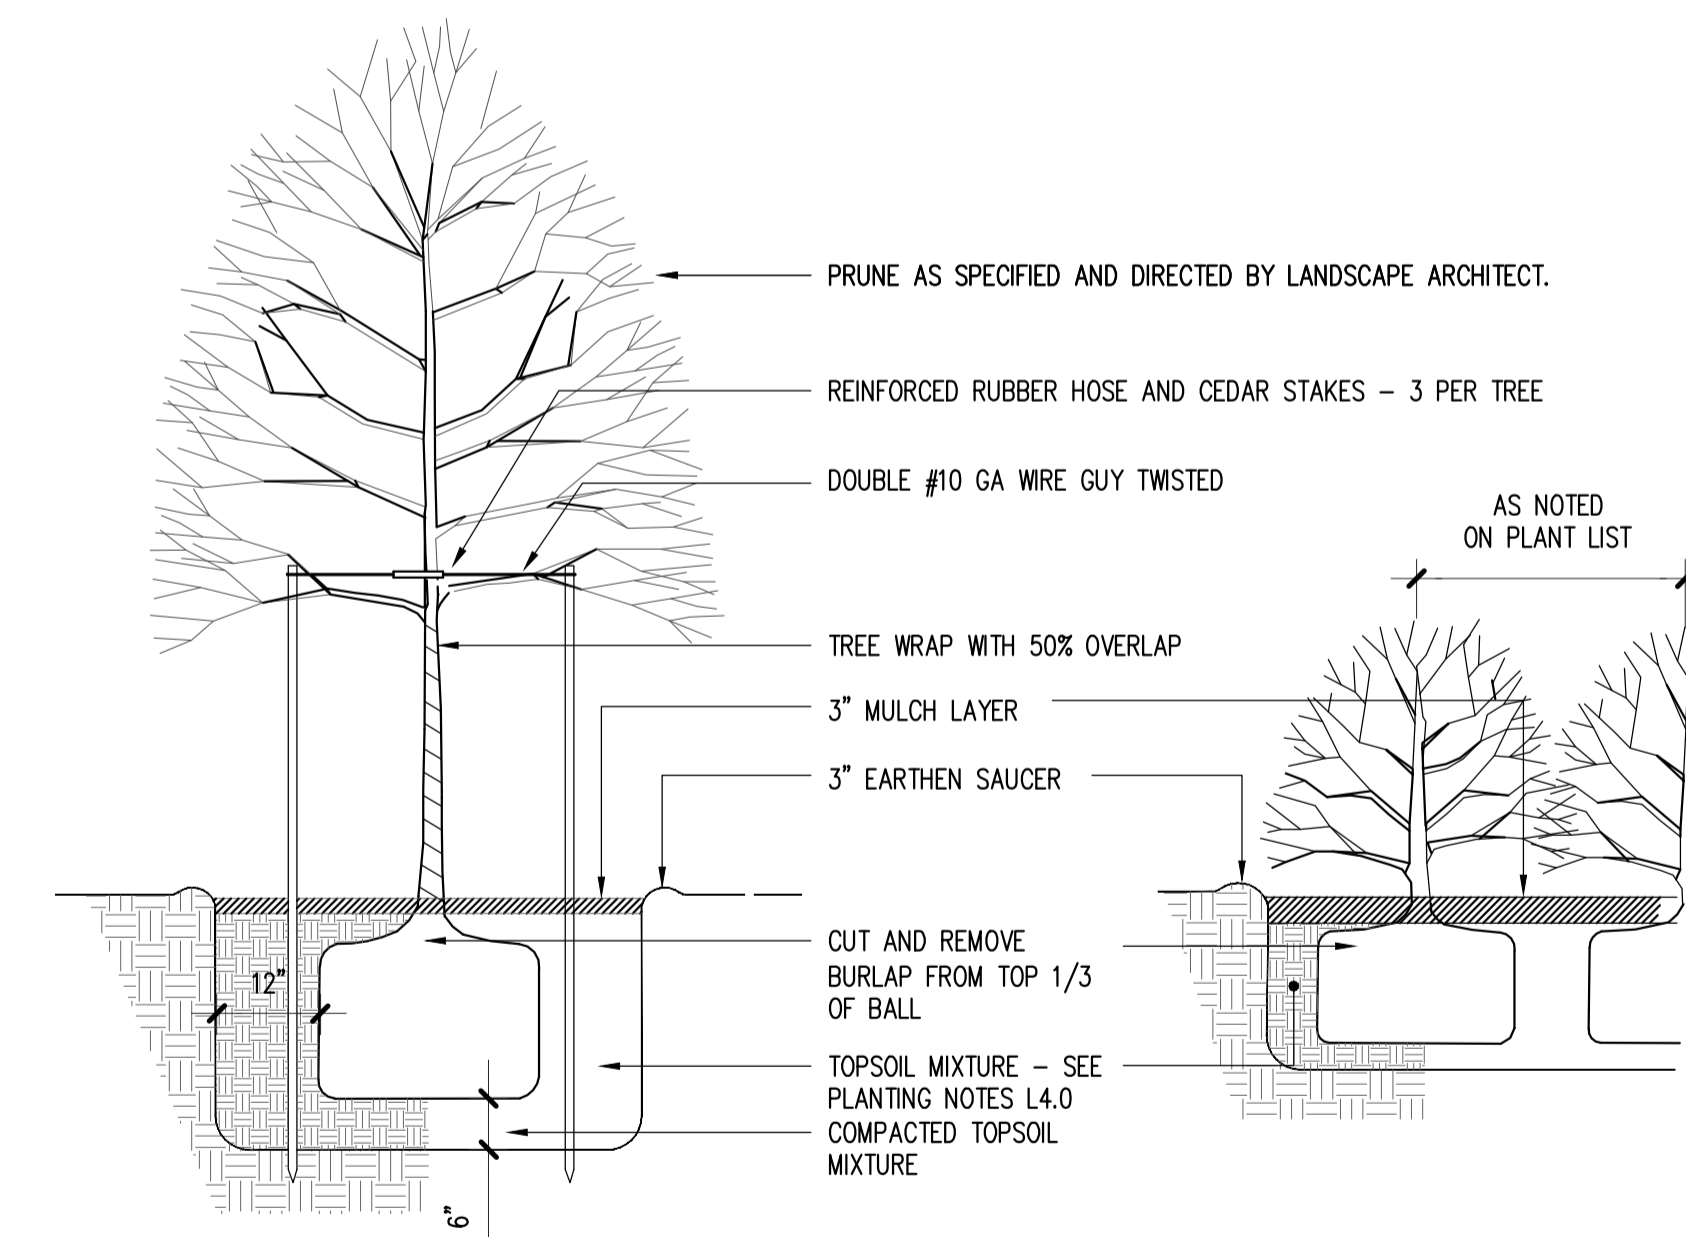 PRUNE AS SPECIFIED AND DIRECTED BY LANDSCAPE ARCHITECT.
REINFORCED RUBBER HOSE AND CEDAR STAKES – 3 PER TREE
DOUBLE #10 GA WIRE GUY TWISTED
AS NOTED
ON PLANT LIST
TREE WRAP WITH 50% OVERLAP
3" MULCH LAYER
3" EARTHEN SAUCER
CUT AND REMOVE
BURLAP FROM TOP 1/3
OF BALL
12"
TOPSOIL MIXTURE – SEE
PLANTING NOTES L4.0
COMPACTED TOPSOIL
MIXTURE
6"